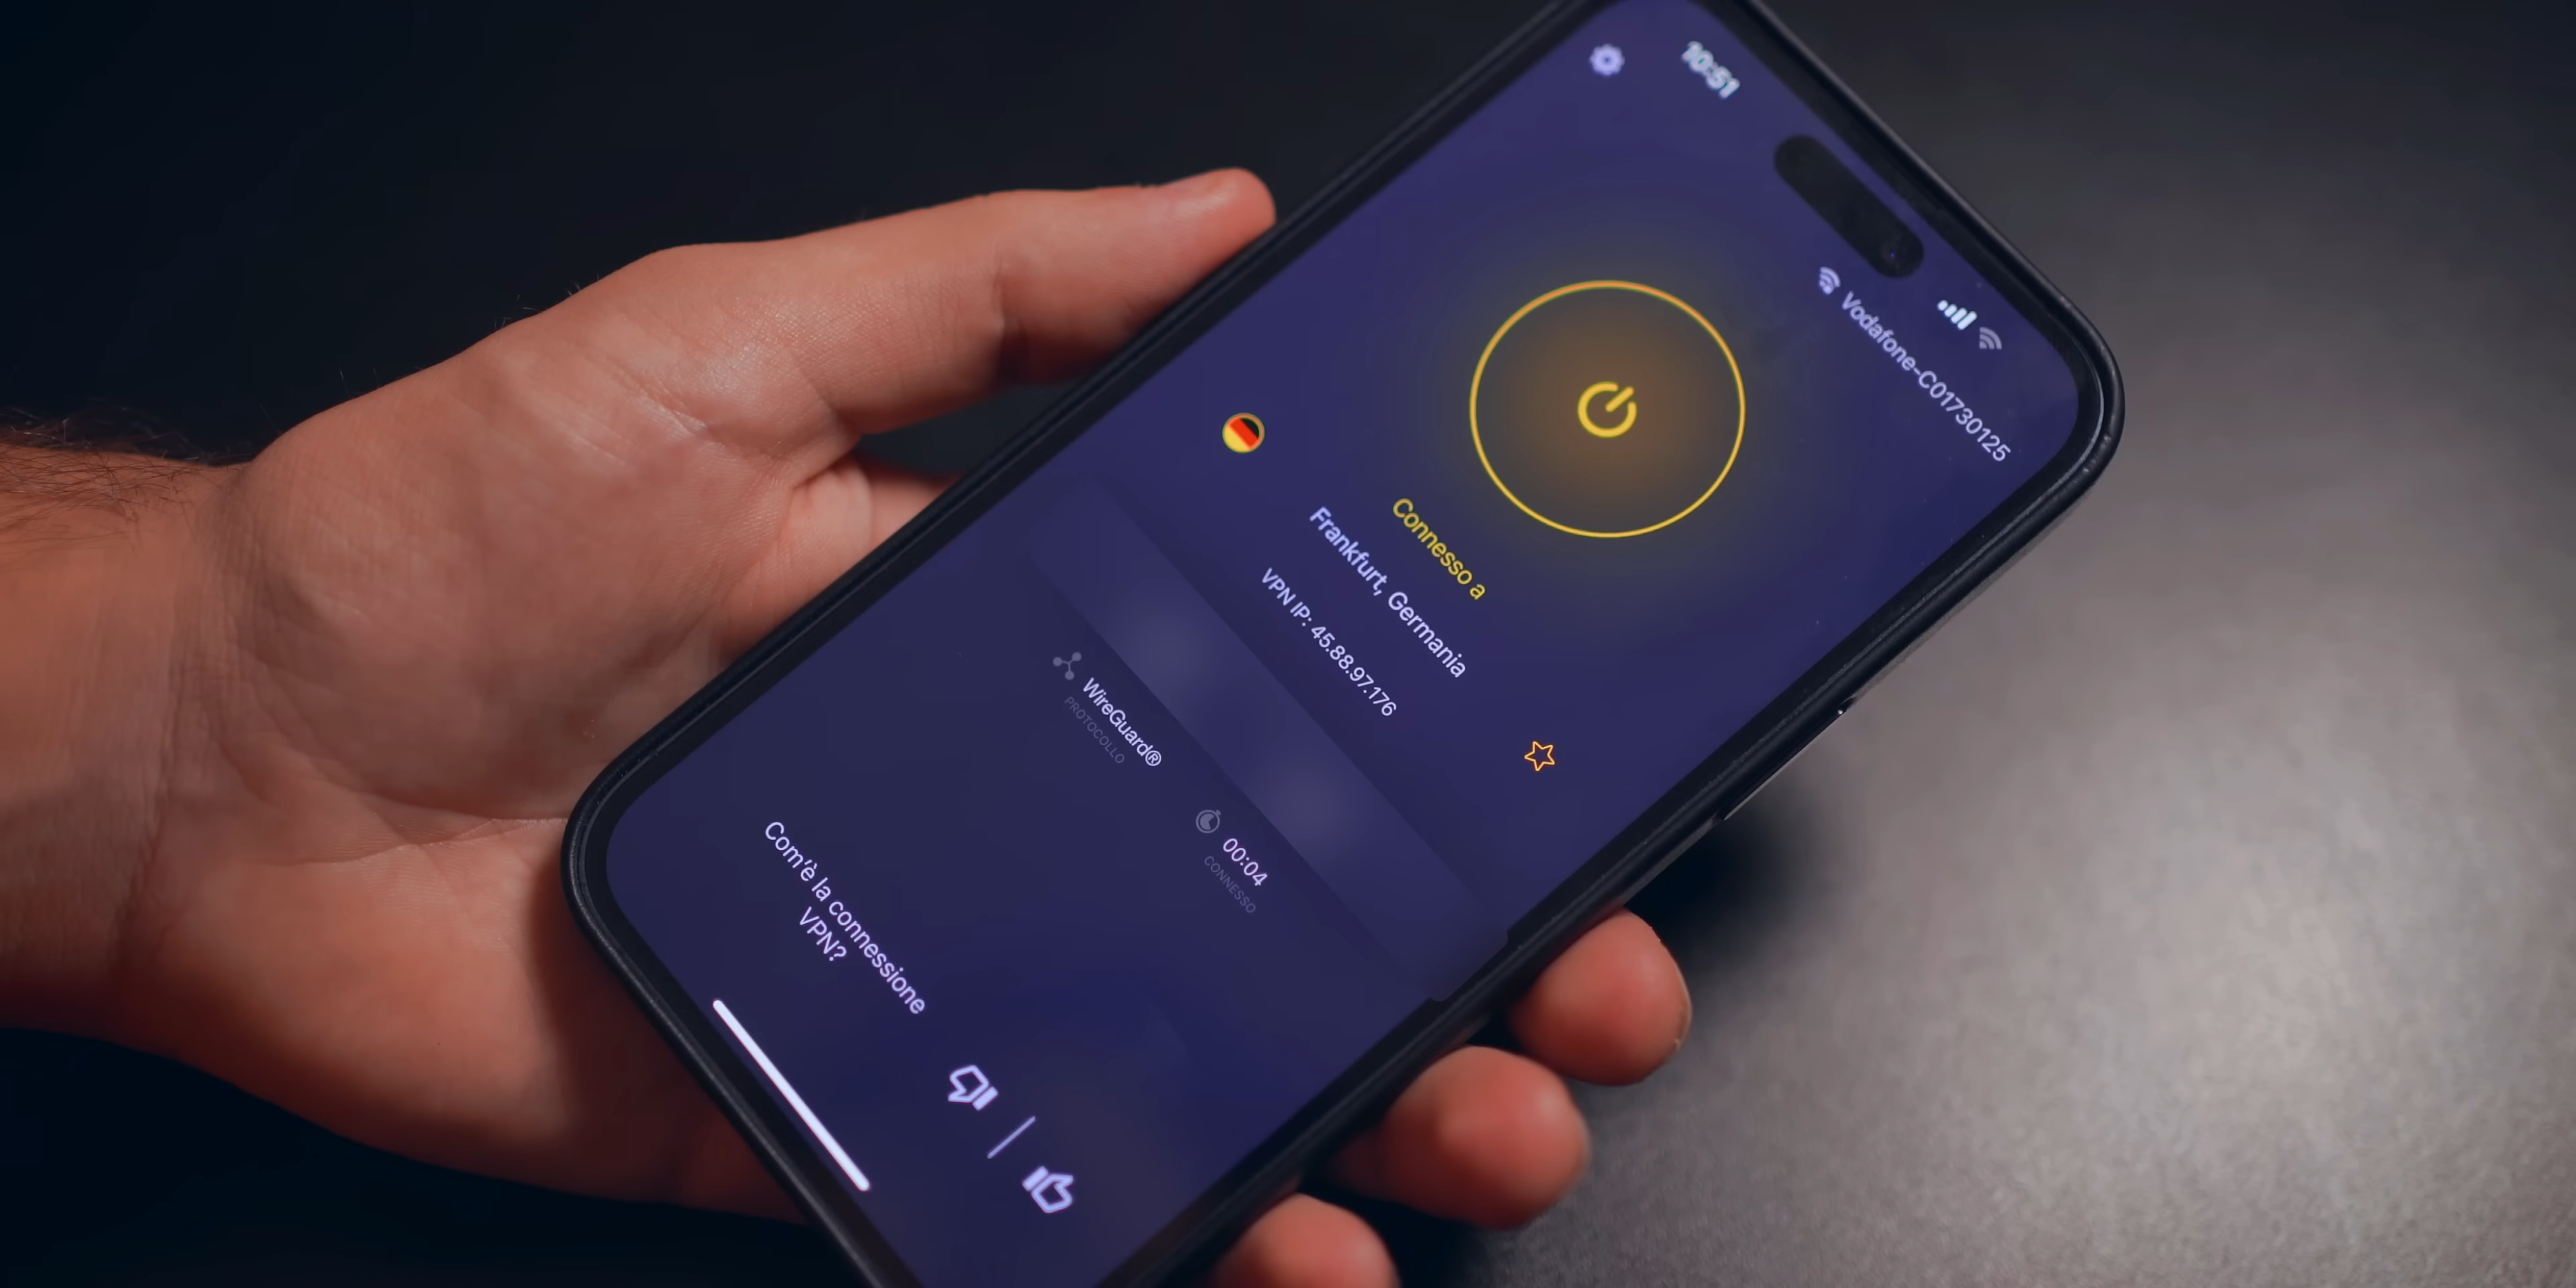 10:51
Vodafone-C01730125
Connesso a
Frankfurt, Germania
VPN IP: 45.88.97.176
WireGuard®
PROTOCOLLO
00:04
CONNESSO
Com'è la connessione
VPN?